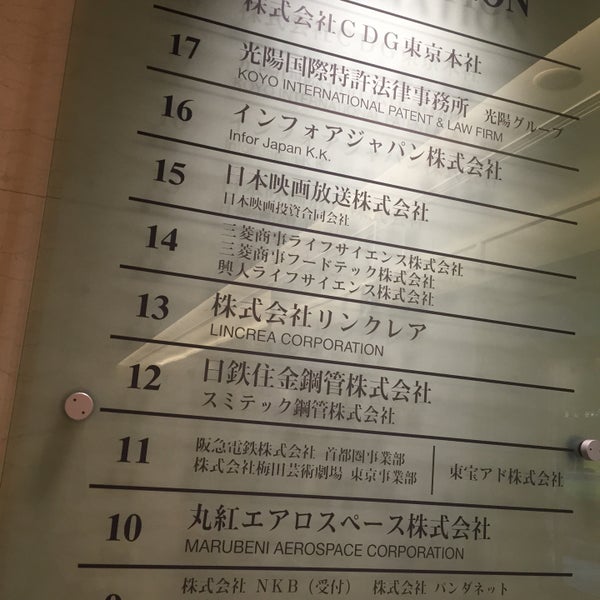 株式会社CDG東京本社
17 光陽国際特許法律事務所 光陽グループ
KOYO INTERNATIONAL PATENT & LAW FIRM
16 インフォアジャパン株式会社
Infor Japan K.K.
15 日本映画放送株式会社
日本映画投資合同会社
14 三菱商事ライフサイエンス株式会社
三菱商事フードテック株式会社
興人ライフサイエンス株式会社
13 株式会社リンクレア
LINCREA CORPORATION
12 日鉄住金鋼管株式会社
スミテック鋼管株式会社
11 阪急電鉄株式会社 首都圏事業部
株式会社梅田芸術劇場 東京事業部 東宝アド株式会社
10 丸紅エアロスペース株式会社
MARUBENI AEROSPACE CORPORATION
株式会社 NKB(受付) 株式会社 パンダネット